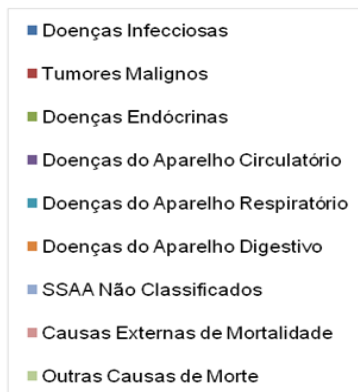 Doenças Infecciosas
Tumores Malignos
Doenças Endócrinas
Doenças do Aparelho Circulatório
Doenças do Aparelho Respiratório
Doenças do Aparelho Digestivo
SSAA Não Classificados
Causas Externas de Mortalidade
Outras Causas de Morte